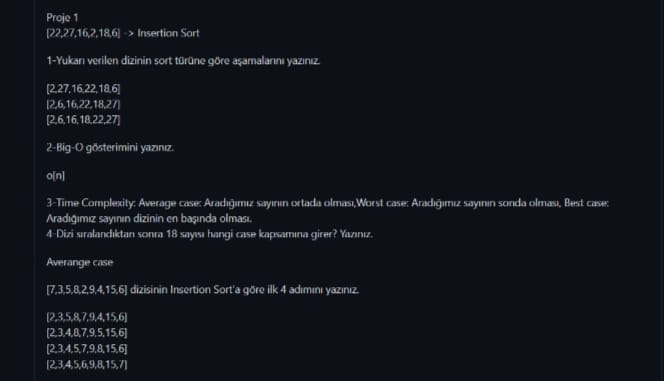 Proje 1
[22,27,16,2,18,6] -> Insertion Sort
1-Yukarı verilen dizinin sort türüne göre aşamalarını yazınız.
[2,27,16,22,18,6]
[2,6,16,22,18,27]
[2,6,16,18,22,27]
2-Big-O gösterimini yazınız.
o[n]
3-Time Complexity: Average case: Aradığımız sayının ortada olması,Worst case: Aradığımız sayının sonda olması, Best case:
Aradığımız sayının dizinin en başında olması.
4-Dizi sıralandıktan sonra 18 sayısı hangi case kapsamına girer? Yazınız.
Averange case
[7,3,5,8,2,9,4,15,6] dizisinin Insertion Sort'a göre ilk 4 adımını yazınız.
[2,3,5,8,7,9,4,15,6]
[2,3,4,8,7,9,5,15,6]
[2,3,4,5,7,9,8,15,6]
[2,3,4,5,6,9,8,15,7]